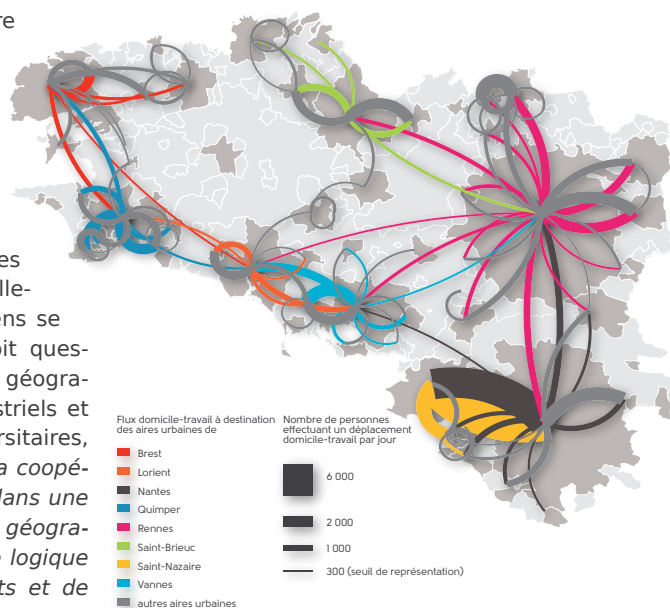 re
es
elle-
ens se
oit ques-
géogra-
striels et
rsitaires,
a coopé-
dans une
géogra-
e logique
ts et de
Flux domicile-travail à destination
des aires urbaines de
Brest
Lorient
Nantes
Quimper
Rennes
Saint-Brieuc
Saint-Nazaire
Vannes
autres aires urbaines
Nombre de personnes
effectuant un déplacement
domicile-travail par jour
6 000
2 000
1 000
300 (seuil de représentation)